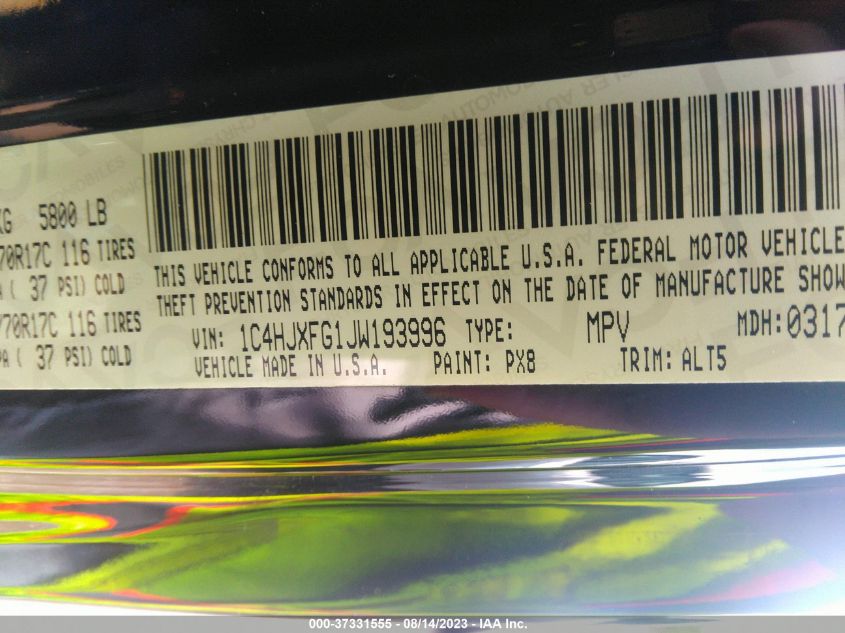 KG 5800 LB
70R17C 116 TIRES
PA ( 37 PSI) COLD
/70R17C 116 TIRES
PA ( 37 PSI) COLD
THIS VEHICLE CONFORMS TO ALL APPLICABLE U.S.A. FEDERAL MOTOR VEHICLE
THEFT PREVENTION STANDARDS IN EFFECT ON THE DATE OF MANUFACTURE SHOW
VIN: 1C4HJXFG1JW193996 TYPE: MPV MDH:0317
VEHICLE MADE IN U.S.A. PAINT: PX8 TRIM: ALT5
000-37331555 - 08/14/2023 - IAA Inc.